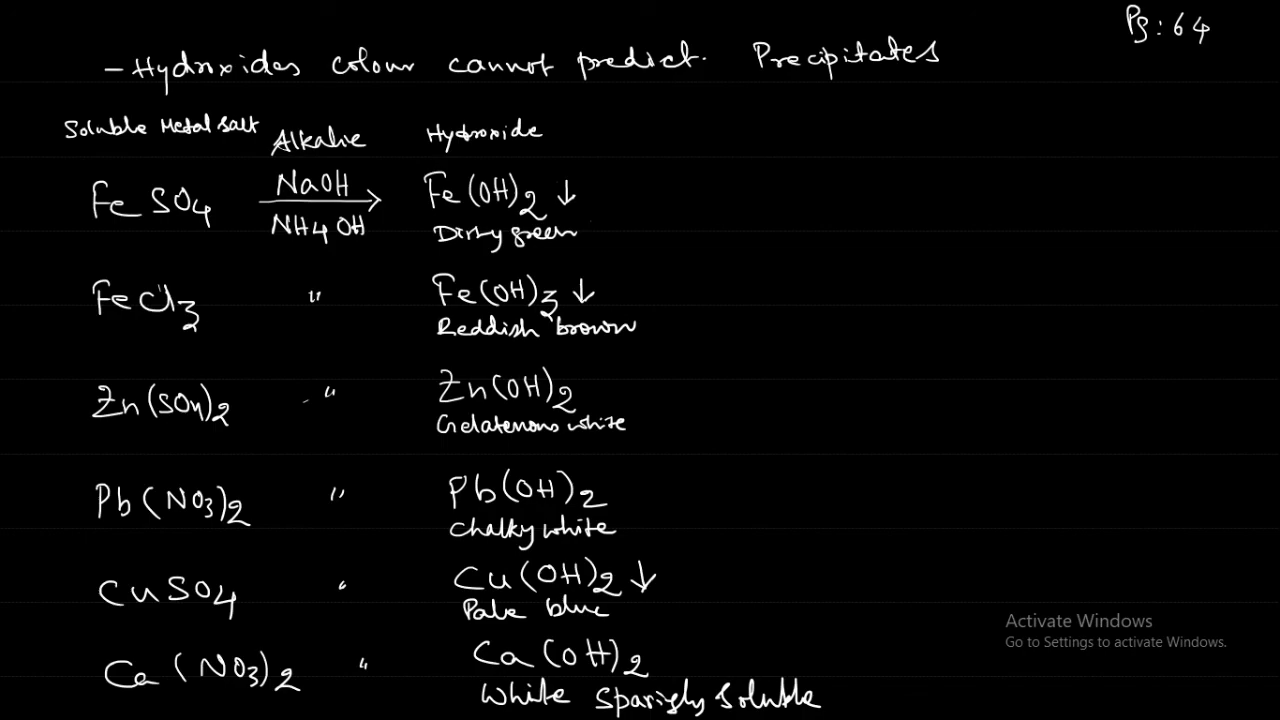 Pg: 64
- Hydroxides colour cannot predict. Precipitates
Soluble Metal salt Alkalie Hydroxide
FeSO4 NaOH Fe(OH)2 ↓
NH4OH Dirty green
FeCl3 " Fe(OH)3 ↓
Reddish brown
Zn(SO4)2 " Zn(OH)2
Gelatenous white
Pb(NO3)2 " Pb(OH)2
Chalky white
CuSO4 " Cu(OH)2 ↓
Pale blue
Ca(NO3)2 " Ca(OH)2
White sparigly soluble
Activate Windows
Go to Settings to activate Windows.